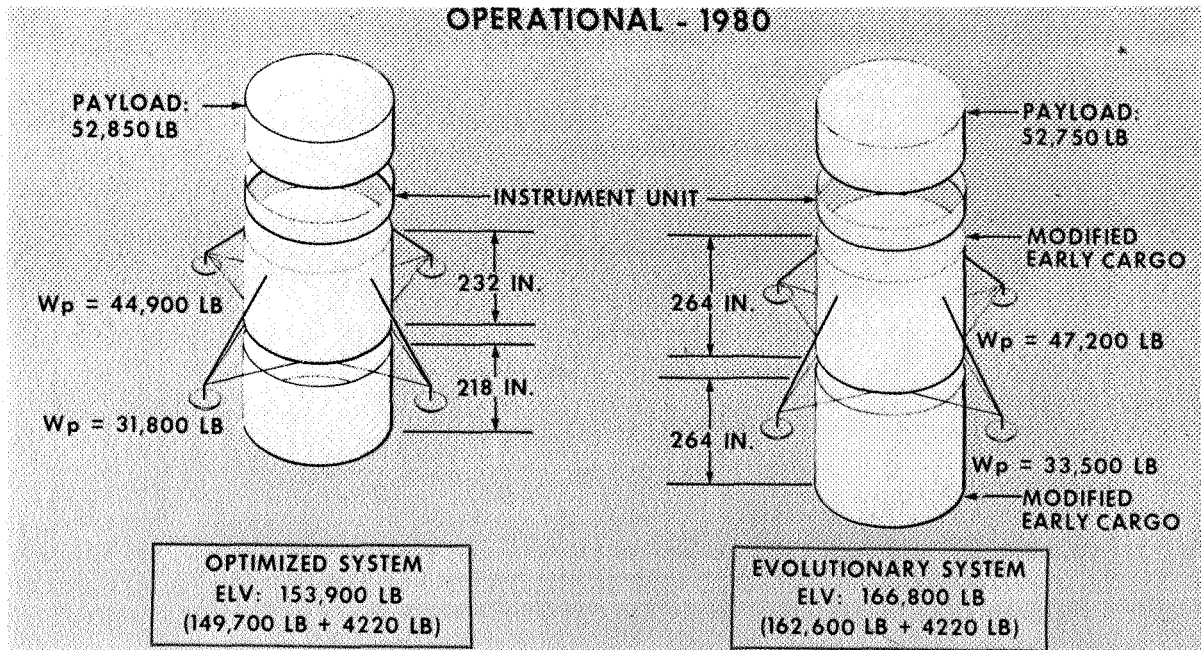 OPERATIONAL - 1980
PAYLOAD:
52,850 LB
PAYLOAD:
52,750 LB
INSTRUMENT UNIT
MODIFIED
EARLY CARGO
232 IN.
264 IN.
Wp = 44,900 LB
Wp = 47,200 LB
218 IN.
264 IN.
Wp = 31,800 LB
Wp = 33,500 LB
MODIFIED
EARLY CARGO
OPTIMIZED SYSTEM
ELV: 153,900 LB
(149,700 LB + 4220 LB)
EVOLUTIONARY SYSTEM
ELV: 166,800 LB
(162,600 LB + 4220 LB)